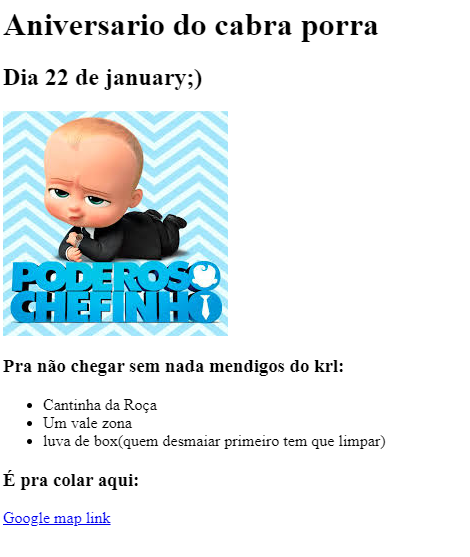 Aniversario do cabra porra
Dia 22 de january;)
PODEROSO
CHEFINHO
Pra não chegar sem nada mendigos do krl:
Cantinha da Roça
Um vale zona
luva de box(quem desmaiar primeiro tem que limpar)
É pra colar aqui:
Google map link